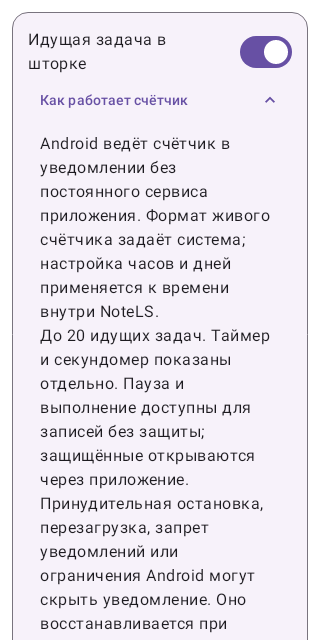 Идущая задача в
шторке
Как работает счётчик
Android ведёт счётчик в
уведомлении без
постоянного сервиса
приложения. Формат живого
счётчика задаёт система;
настройка часов и дней
применяется к времени
внутри NoteLS.
До 20 идущих задач. Таймер
и секундомер показаны
отдельно. Пауза и
выполнение доступны для
записей без защиты;
защищённые открываются
через приложение.
Принудительная остановка,
перезагрузка, запрет
уведомлений или
ограничения Android могут
скрыть уведомление. Оно
восстанавливается при